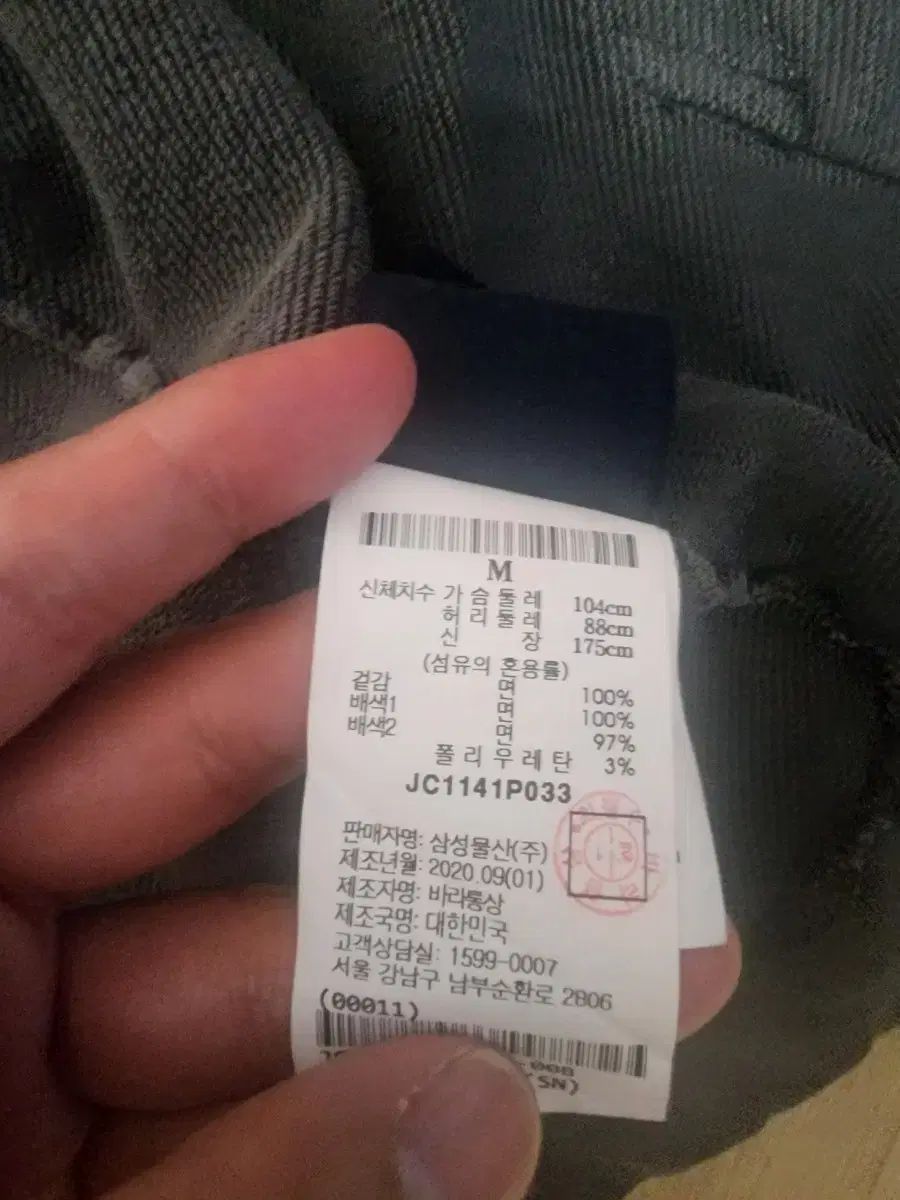 M
신체치수 가 슴 둘 레 104cm
허 리 둘 레 88cm
신 장 175cm
(섬유의 혼용률)
겉감 면 100%
배색1 면 100%
배색2 면 97%
폴 리 우 레 탄 3%
JC1141P033
판매자명: 삼성물산(주)
제조년월: 2020.09(01)
제조자명: 바라통상
제조국명: 대한민국
고객상담실: 1599-0007
서울 강남구 남부순환로 2806
(00011)